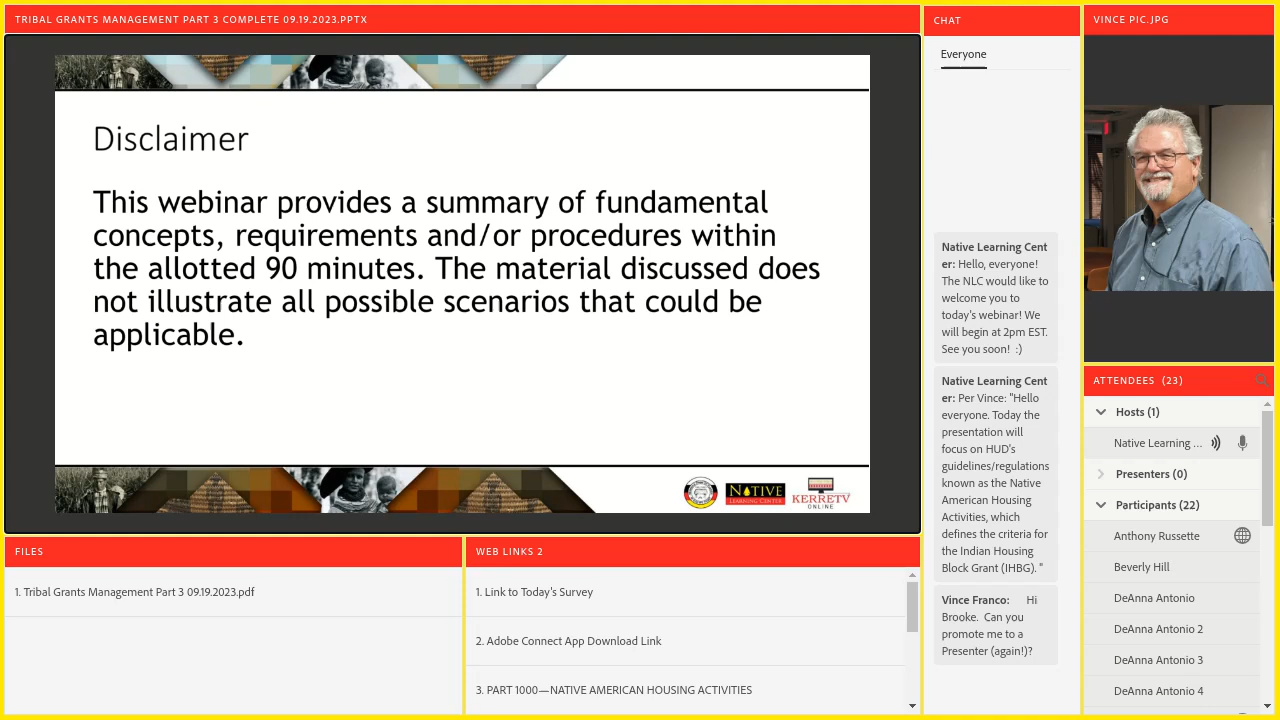 TRIBAL GRANTS MANAGEMENT PART 3 COMPLETE 09.19.2023.PPTX
Disclaimer
This webinar provides a summary of fundamental
concepts, requirements and/or procedures within
the allotted 90 minutes. The material discussed does
not illustrate all possible scenarios that could be
applicable.
NATIVE
LEARNING CENTER
KERRETV
ONLINE
FILES
1. Tribal Grants Management Part 3 09.19.2023.pdf
WEB LINKS 2
1. Link to Today's Survey
2. Adobe Connect App Download Link
3. PART 1000—NATIVE AMERICAN HOUSING ACTIVITIES
CHAT
Everyone
Native Learning Cent
er: Hello, everyone!
The NLC would like to
welcome you to
today's webinar! We
will begin at 2pm EST.
See you soon! :)
Native Learning Cent
er: Per Vince: "Hello
everyone. Today the
presentation will
focus on HUD's
guidelines/regulations
known as the Native
American Housing
Activities, which
defines the criteria for
the Indian Housing
Block Grant (IHBG). "
Vince Franco: Hi
Brooke. Can you
promote me to a
Presenter (again!)?
VINCE PIC.JPG
ATTENDEES (23)
Hosts (1)
Native Learning ...
Presenters (0)
Participants (22)
Anthony Russette
Beverly Hill
DeAnna Antonio
DeAnna Antonio 2
DeAnna Antonio 3
DeAnna Antonio 4